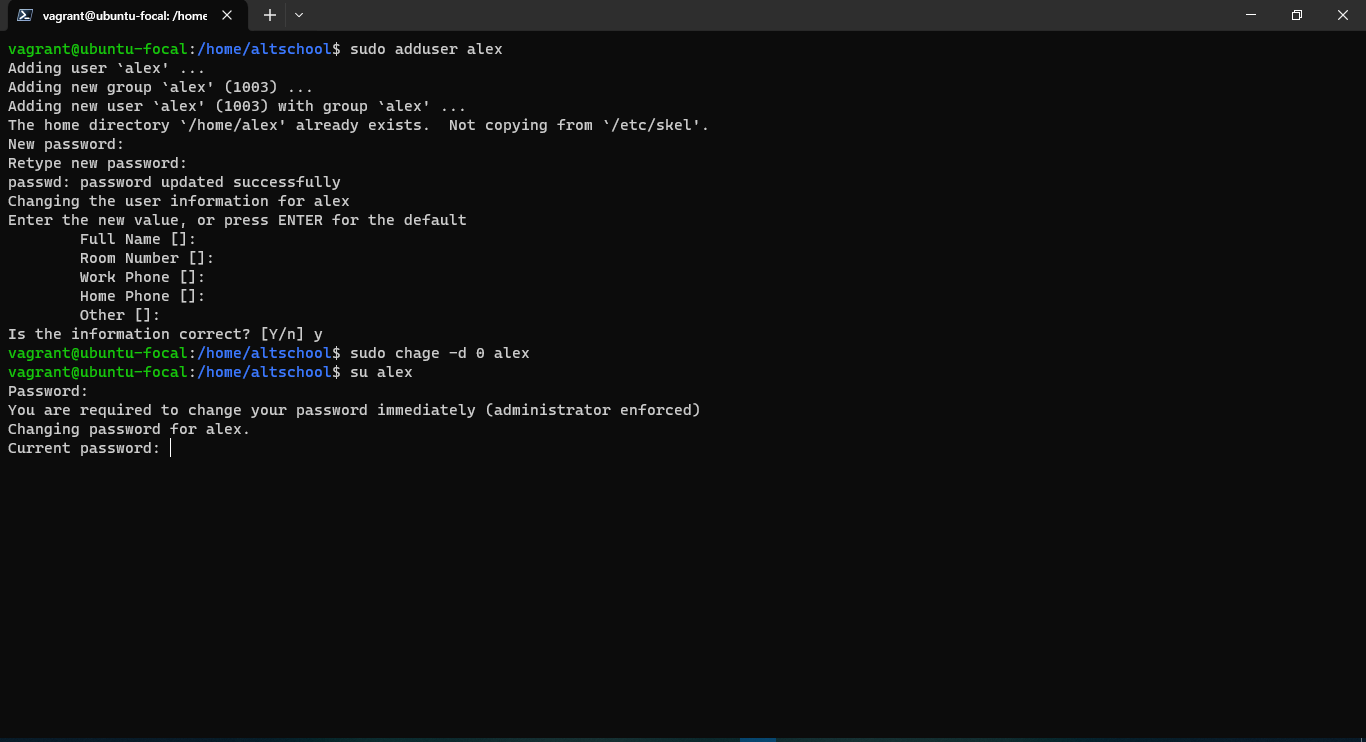 vagrant@ubuntu-focal: /home
vagrant@ubuntu-focal:/home/altschool$ sudo adduser alex
Adding user `alex' ...
Adding new group `alex' (1003) ...
Adding new user `alex' (1003) with group `alex' ...
The home directory `/home/alex' already exists.  Not copying from `/etc/skel'.
New password:
Retype new password:
passwd: password updated successfully
Changing the user information for alex
Enter the new value, or press ENTER for the default
        Full Name []:
        Room Number []:
        Work Phone []:
        Home Phone []:
        Other []:
Is the information correct? [Y/n] y
vagrant@ubuntu-focal:/home/altschool$ sudo chage -d 0 alex
vagrant@ubuntu-focal:/home/altschool$ su alex
Password:
You are required to change your password immediately (administrator enforced)
Changing password for alex.
Current password: